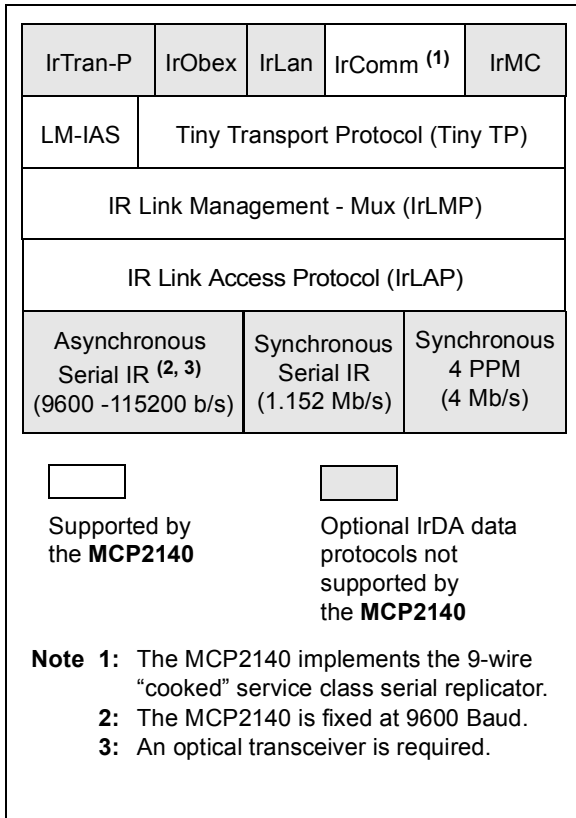 IrTran-P IrObex IrLan IrComm (1) IrMC
LM-IAS Tiny Transport Protocol (Tiny TP)
IR Link Management - Mux (IrLMP)
IR Link Access Protocol (IrLAP)
Asynchronous
Serial IR (2, 3)
(9600 -115200 b/s)
Synchronous
Serial IR
(1.152 Mb/s)
Synchronous
4 PPM
(4 Mb/s)
Supported by
the MCP2140
Optional IrDA data
protocols not
supported by
the MCP2140
Note 1: The MCP2140 implements the 9-wire
“cooked” service class serial replicator.
2: The MCP2140 is fixed at 9600 Baud.
3: An optical transceiver is required.